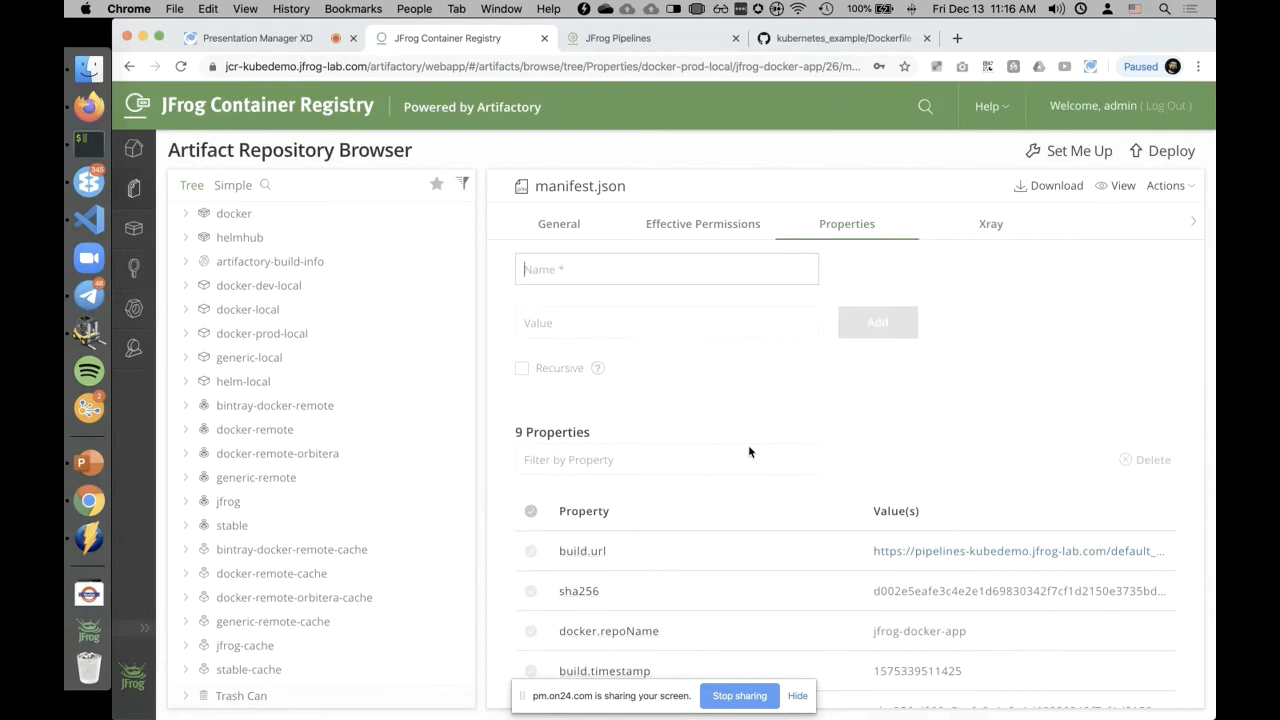 Chrome File Edit View History Bookmarks People Tab Window Help 100% Fri Dec 13 11:16 AM
Presentation Manager XD JFrog Container Registry JFrog Pipelines kubernetes_example/Dockerfile
jcr-kubedemo.jfrog-lab.com/artifactory/webapp/#/artifacts/browse/tree/Properties/docker-prod-local/jfrog-docker-app/26/m... Paused
JFrog Container Registry Powered by Artifactory Help Welcome, admin ( Log Out )
Artifact Repository Browser Set Me Up Deploy
Tree Simple
docker
helmhub
artifactory-build-info
docker-dev-local
docker-local
docker-prod-local
generic-local
helm-local
bintray-docker-remote
docker-remote
docker-remote-orbitera
generic-remote
jfrog
stable
bintray-docker-remote-cache
docker-remote-cache
docker-remote-orbitera-cache
generic-remote-cache
jfrog-cache
stable-cache
Trash Can
manifest.json Download View Actions
General Effective Permissions Properties Xray
Name *
Value Add
Recursive ?
9 Properties
Filter by Property Delete
Property Value(s)
build.url https://pipelines-kubedemo.jfrog-lab.com/default_...
sha256 d002e5eafe3c4e2e1d69830342f7cf1d2150e3735bd...
docker.repoName jfrog-docker-app
build.timestamp 1575339511425
pm.on24.com is sharing your screen. Stop sharing Hide
345
46
2
JFrog
JFrog